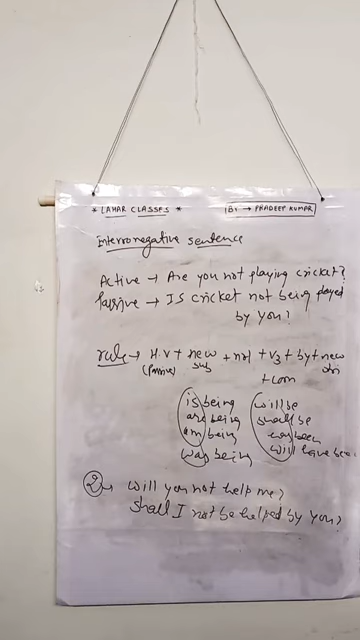 * LAHAR CLASSES *
By → PRADEEP KUMAR
Interronegative sentence
Active → Are you not playing cricket?
Passive → Is cricket not being played
by you?
rule → H.V + new + not + V3 + by + new
(Passive) sub obj
+ com
is being will be
are being shall be
am being
was being will have been
2 → will you not help me?
shall I not be helped by you?